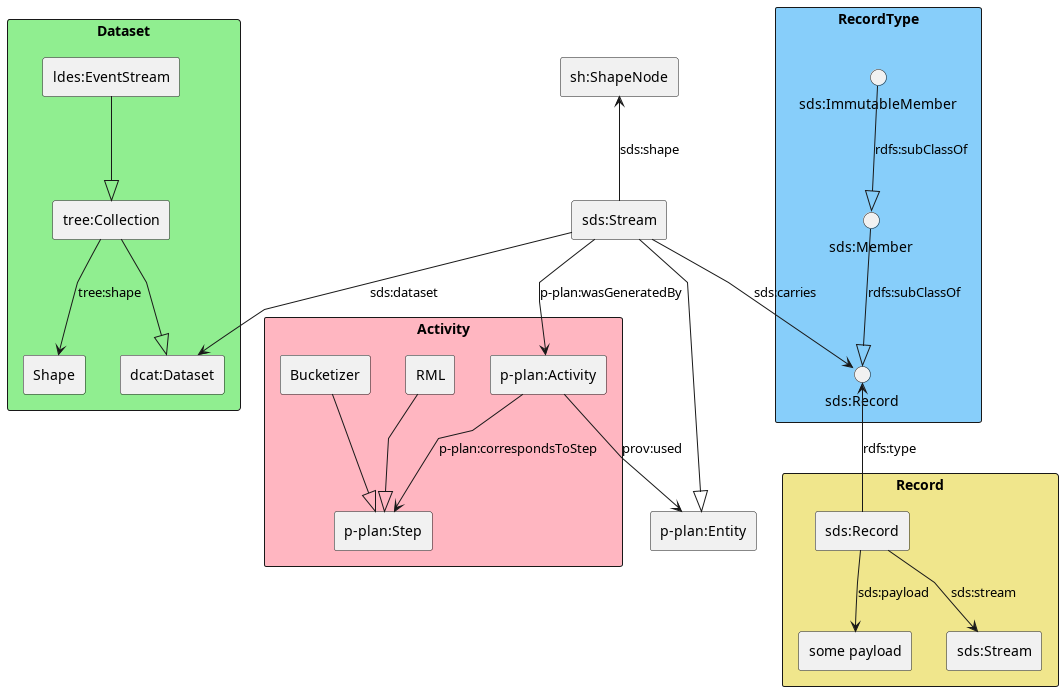 Dataset
RecordType
ldes:EventStream
sh:ShapeNode
sds:ImmutableMember
sds:shape
rdfs:subClassOf
tree:Collection
sds:Stream
sds:Member
tree:shape
sds:dataset
p-plan:wasGeneratedBy
sds:carries
rdfs:subClassOf
Activity
Shape
dcat:Dataset
Bucketizer
RML
p-plan:Activity
sds:Record
p-plan:correspondsToStep
prov:used
rdfs:type
Record
p-plan:Step
p-plan:Entity
sds:Record
sds:payload
sds:stream
some payload
sds:Stream